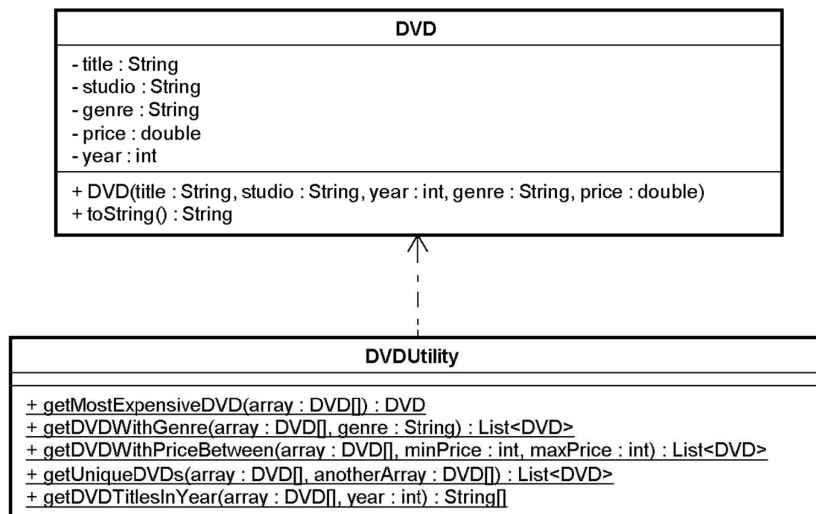 DVD
- title : String
- studio : String
- genre : String
- price : double
- year : int
+ DVD(title : String, studio : String, year : int, genre : String, price : double)
+ toString() : String
DVDUtility
+ getMostExpensiveDVD(array : DVD[]) : DVD
+ getDVDWithGenre(array : DVD[], genre : String) : List<DVD>
+ getDVDWithPriceBetween(array : DVD[], minPrice : int, maxPrice : int) : List<DVD>
+ getUniqueDVDs(array : DVD[], anotherArray : DVD[]) : List<DVD>
+ getDVDTitlesInYear(array : DVD[], year : int) : String[]